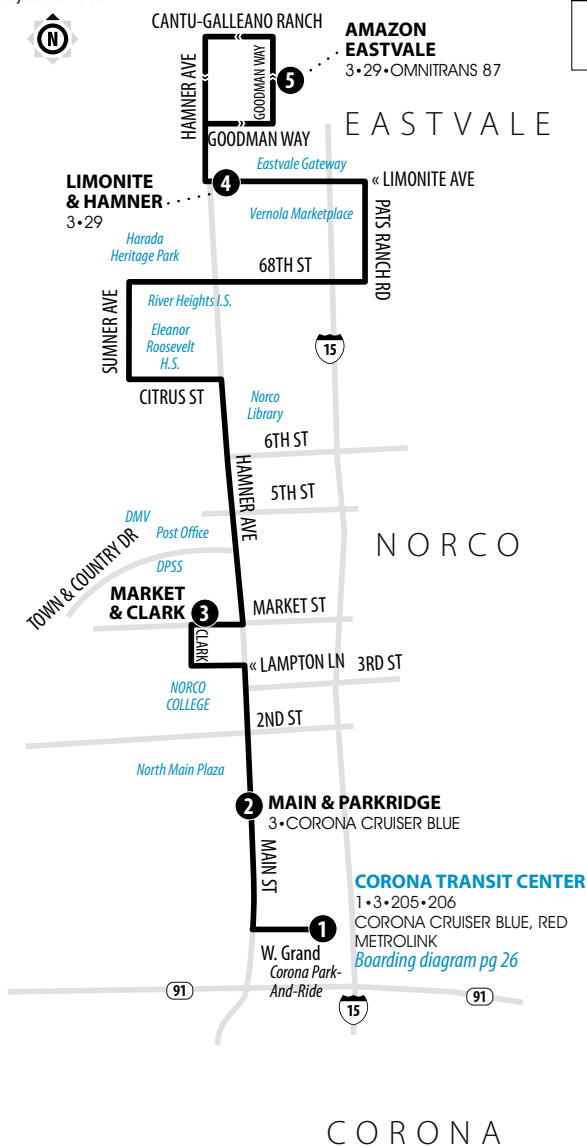 N
CANTU-GALLEANO RANCH
HAMNER AVE
GOODMAN WAY
5
AMAZON
EASTVALE
3•29•OMNITRANS 87
EASTVALE
GOODMAN WAY
Eastvale Gateway
« LIMONITE AVE
LIMONITE
& HAMNER
3•29
4
Vernola Marketplace
PATS RANCH RD
Harada
Heritage Park
68TH ST
SUMNER AVE
River Heights I.S.
Eleanor
Roosevelt
H.S.
15
CITRUS ST
Norco
Library
6TH ST
HAMNER AVE
5TH ST
DMV
Post Office
NORCO
TOWN & COUNTRY DR
DPSS
MARKET
& CLARK
3
MARKET ST
CLARK
« LAMPTON LN
3RD ST
NORCO
COLLEGE
2ND ST
North Main Plaza
2
MAIN & PARKRIDGE
3•CORONA CRUISER BLUE
MAIN ST
CORONA TRANSIT CENTER
1•3•205•206
CORONA CRUISER BLUE, RED
METROLINK
Boarding diagram pg 26
1
W. Grand
Corona Park-
And-Ride
91
15
91
CORONA